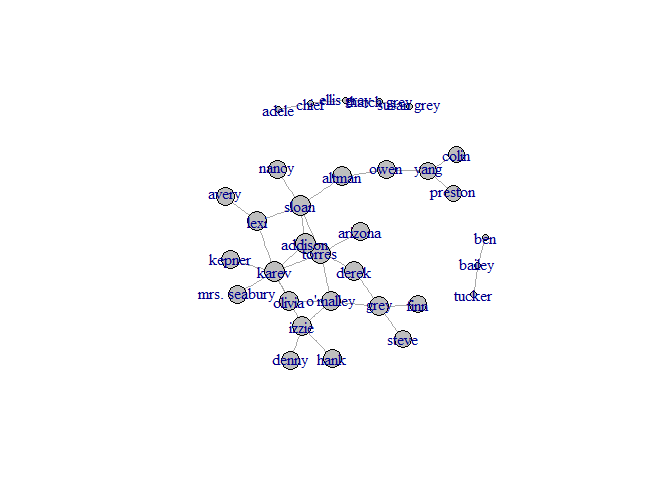 adele
chief
ellis grey
thatch grey
susan grey
colin
nancy
owen
yang
altman
preston
avery
sloan
lexi
arizona
addison
torres
ben
kepner
karev
derek
bailey
mrs. seabury
olivia
o'malley
grey
finn
tucker
izzie
steve
denny
hank